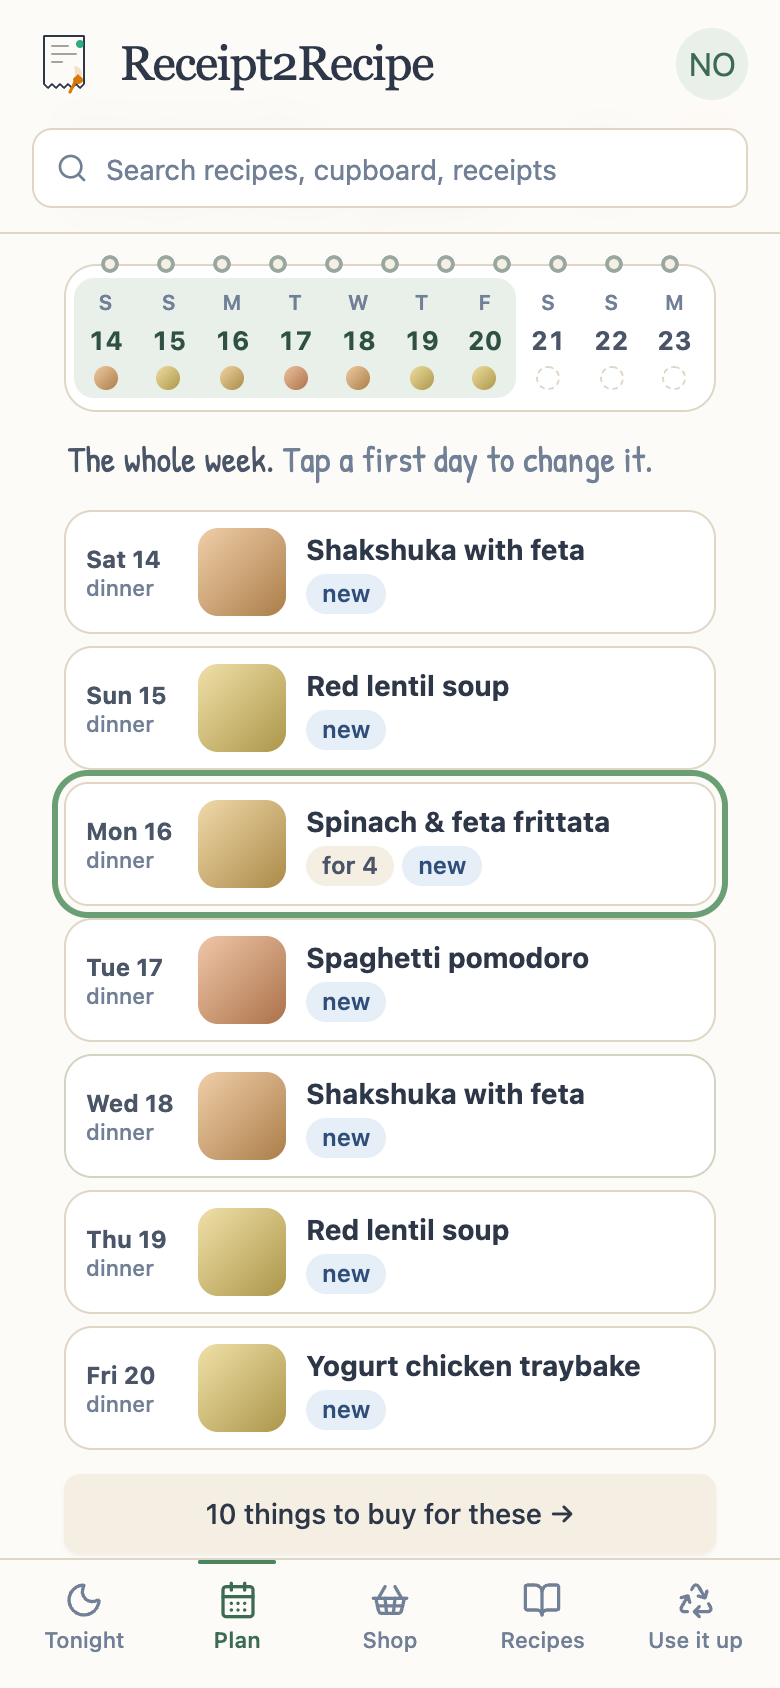 Receipt2Recipe
NO
Search recipes, cupboard, receipts
S S M T W T F S S M
14 15 16 17 18 19 20 21 22 23
The whole week. Tap a first day to change it.
Sat 14
dinner
Shakshuka with feta
new
Sun 15
dinner
Red lentil soup
new
Mon 16
dinner
Spinach & feta frittata
for 4 new
Tue 17
dinner
Spaghetti pomodoro
new
Wed 18
dinner
Shakshuka with feta
new
Thu 19
dinner
Red lentil soup
new
Fri 20
dinner
Yogurt chicken traybake
new
10 things to buy for these →
Tonight Plan Shop Recipes Use it up